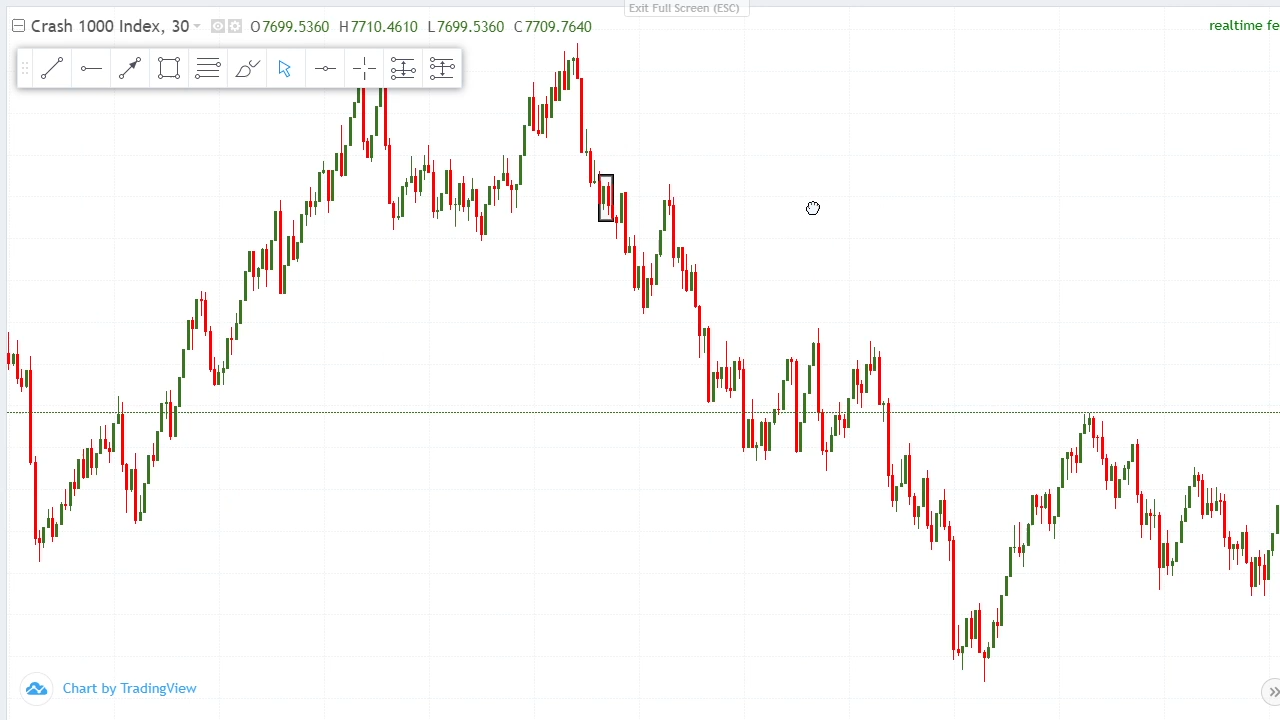 Exit Full Screen (ESC)
Crash 1000 Index, 30 O7699.5360 H7710.4610 L7699.5360 C7709.7640
realtime fe
Chart by TradingView